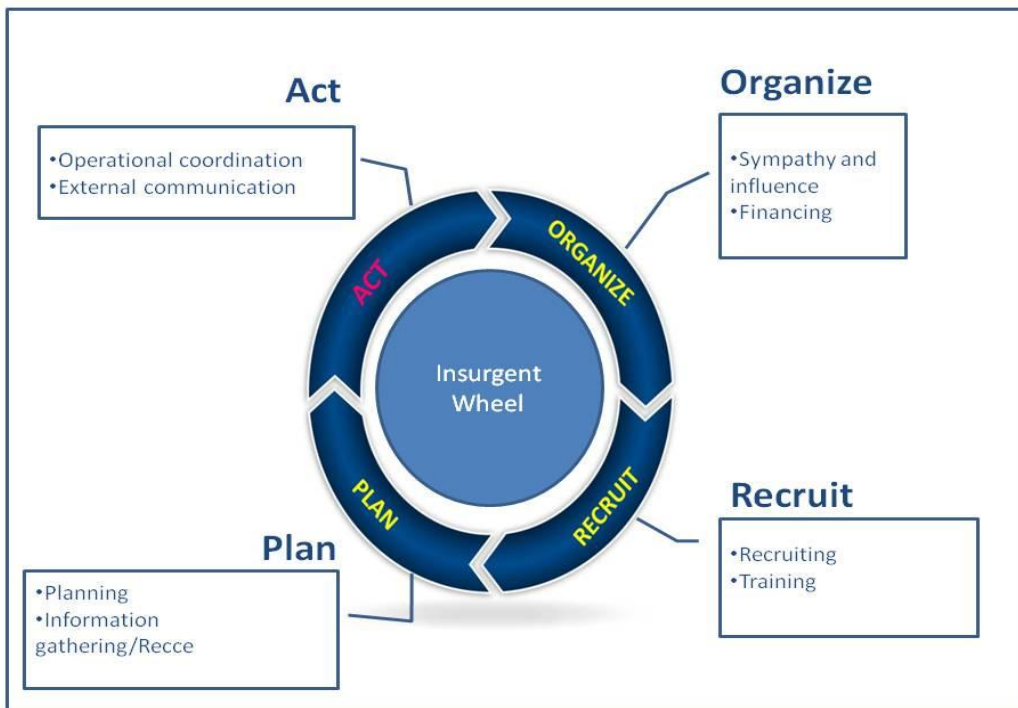 Act
•Operational coordination
•External communication
Organize
•Sympathy and
influence
•Financing
ACT
ORGANIZE
Insurgent
Wheel
PLAN
RECRUIT
Plan
•Planning
•Information
gathering/Recce
Recruit
•Recruiting
•Training